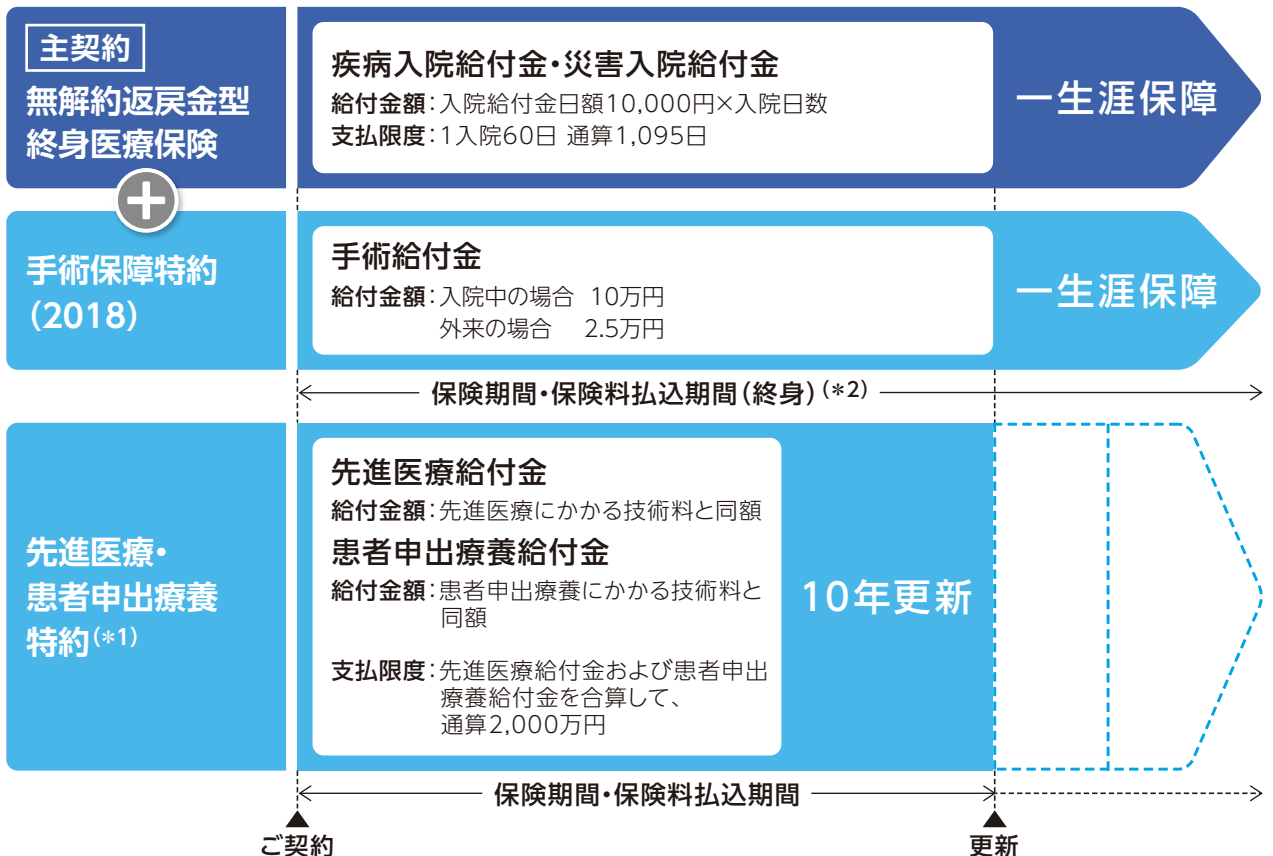 主契約
無解約返戻金型
終身医療保険
疾病入院給付金・災害入院給付金
給付金額：入院給付金日額10,000円×入院日数
支払限度：1入院60日 通算1,095日
一生涯保障
手術保障特約
(2018)
手術給付金
給付金額：入院中の場合 10万円
外来の場合 2.5万円
一生涯保障
保険期間・保険料払込期間(終身)(*2)
先進医療・
患者申出療養
特約(*1)
先進医療給付金
給付金額：先進医療にかかる技術料と同額
患者申出療養給付金
給付金額：患者申出療養にかかる技術料と
同額
支払限度：先進医療給付金および患者申出
療養給付金を合算して、
通算2,000万円
10年更新
保険期間・保険料払込期間
ご契約
更新